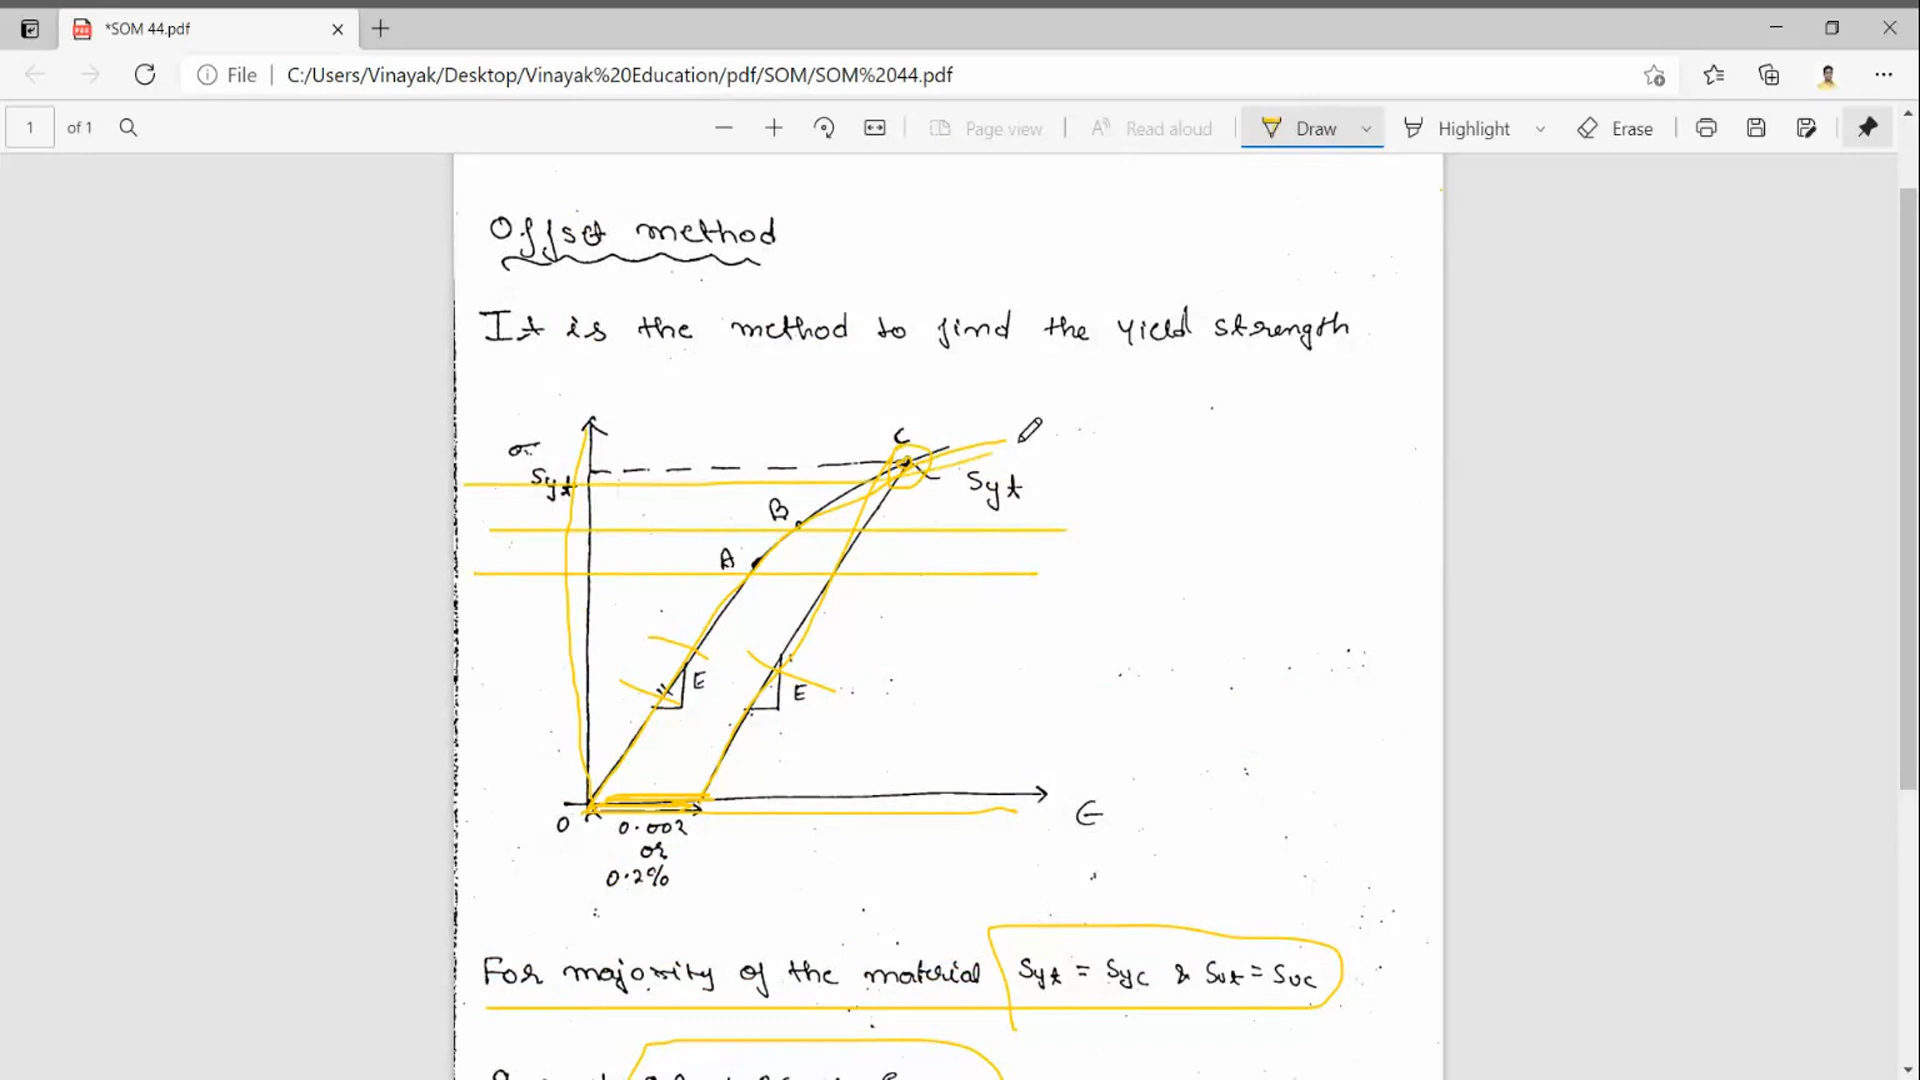 *SOM 44.pdf
File
C:/Users/Vinayak/Desktop/Vinayak%20Education/pdf/SOM/SOM%2044.pdf
1 of 1
Page view
Read aloud
Draw
Highlight
Erase
Offset method
It is the method to find the yield strength
σ
Syt
C
Syt
B
A
E
E
O
0.002
or
0.2%
ϵ
For majority of the material Syt = Syc & Sut = Suc